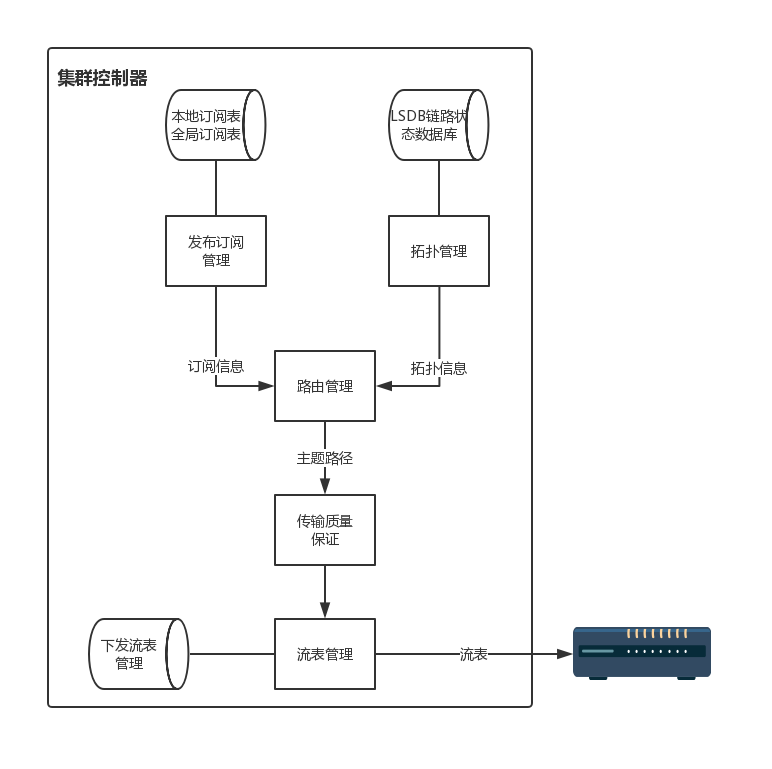 集群控制器
本地订阅表
全局订阅表
LSDB链路状
态数据库
发布订阅
管理
拓扑管理
订阅信息
拓扑信息
路由管理
主题路径
传输质量
保证
下发流表
管理
流表管理
流表